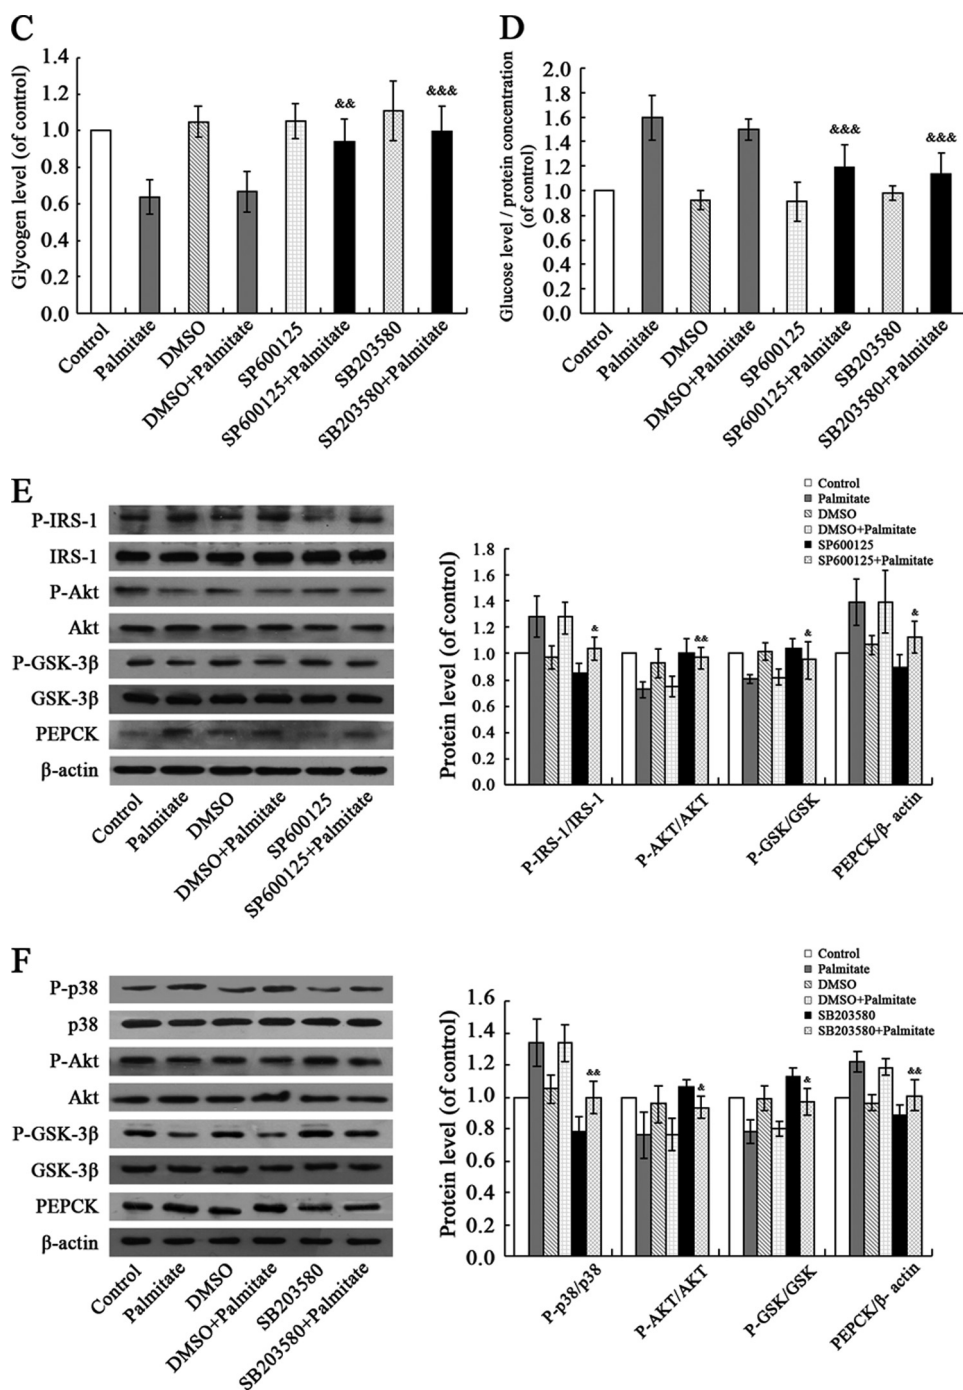 C
Glycogen level (of control)
1.4
1.2
1.0
0.8
0.6
0.4
0.2
0.0
&&
&&&
Control
Palmitate
DMSO
DMSO+Palmitate
SP600125
SP600125+Palmitate
SB203580
SB203580+Palmitate
D
Glucose level / protein concentration
(of control)
2.0
1.8
1.6
1.4
1.2
1.0
0.8
0.6
0.4
0.2
0.0
&&&
&&&
Control
Palmitate
DMSO
DMSO+Palmitate
SP600125
SP600125+Palmitate
SB203580
SB203580+Palmitate
E
P-IRS-1
IRS-1
P-Akt
Akt
P-GSK-3β
GSK-3β
PEPCK
β-actin
Control
Palmitate
DMSO
DMSO+Palmitate
SP600125
SP600125+Palmitate
Control
Palmitate
DMSO
DMSO+Palmitate
SP600125
SP600125+Palmitate
Protein level (of control)
1.8
1.6
1.4
1.2
1.0
0.8
0.6
0.4
0.2
0.0
&
&&
&
&
P-IRS-1/IRS-1
P-AKT/AKT
P-GSK/GSK
PEPCK/β- actin
F
P-p38
p38
P-Akt
Akt
P-GSK-3β
GSK-3β
PEPCK
β-actin
Control
Palmitate
DMSO
DMSO+Palmitate
SB203580
SB203580+Palmitate
Control
Palmitate
DMSO
DMSO+Palmitate
SB203580
SB203580+Palmitate
Protein level (of control)
1.6
1.4
1.2
1.0
0.8
0.6
0.4
0.2
0.0
&&
&
&
&&
P-p38/p38
P-AKT/AKT
P-GSK/GSK
PEPCK/β- actin